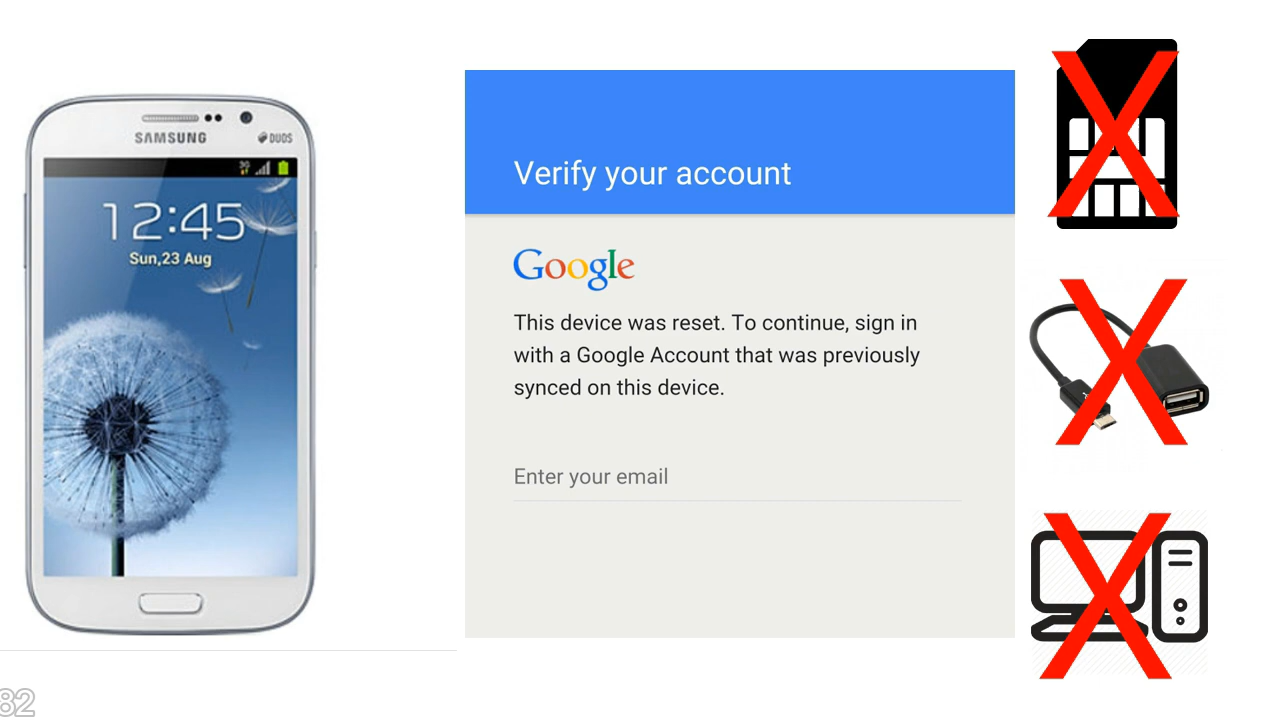 SAMSUNG
DUOS
3G
12:45
Sun,23 Aug
Verify your account
Google
This device was reset. To continue, sign in
with a Google Account that was previously
synced on this device.
Enter your email
82